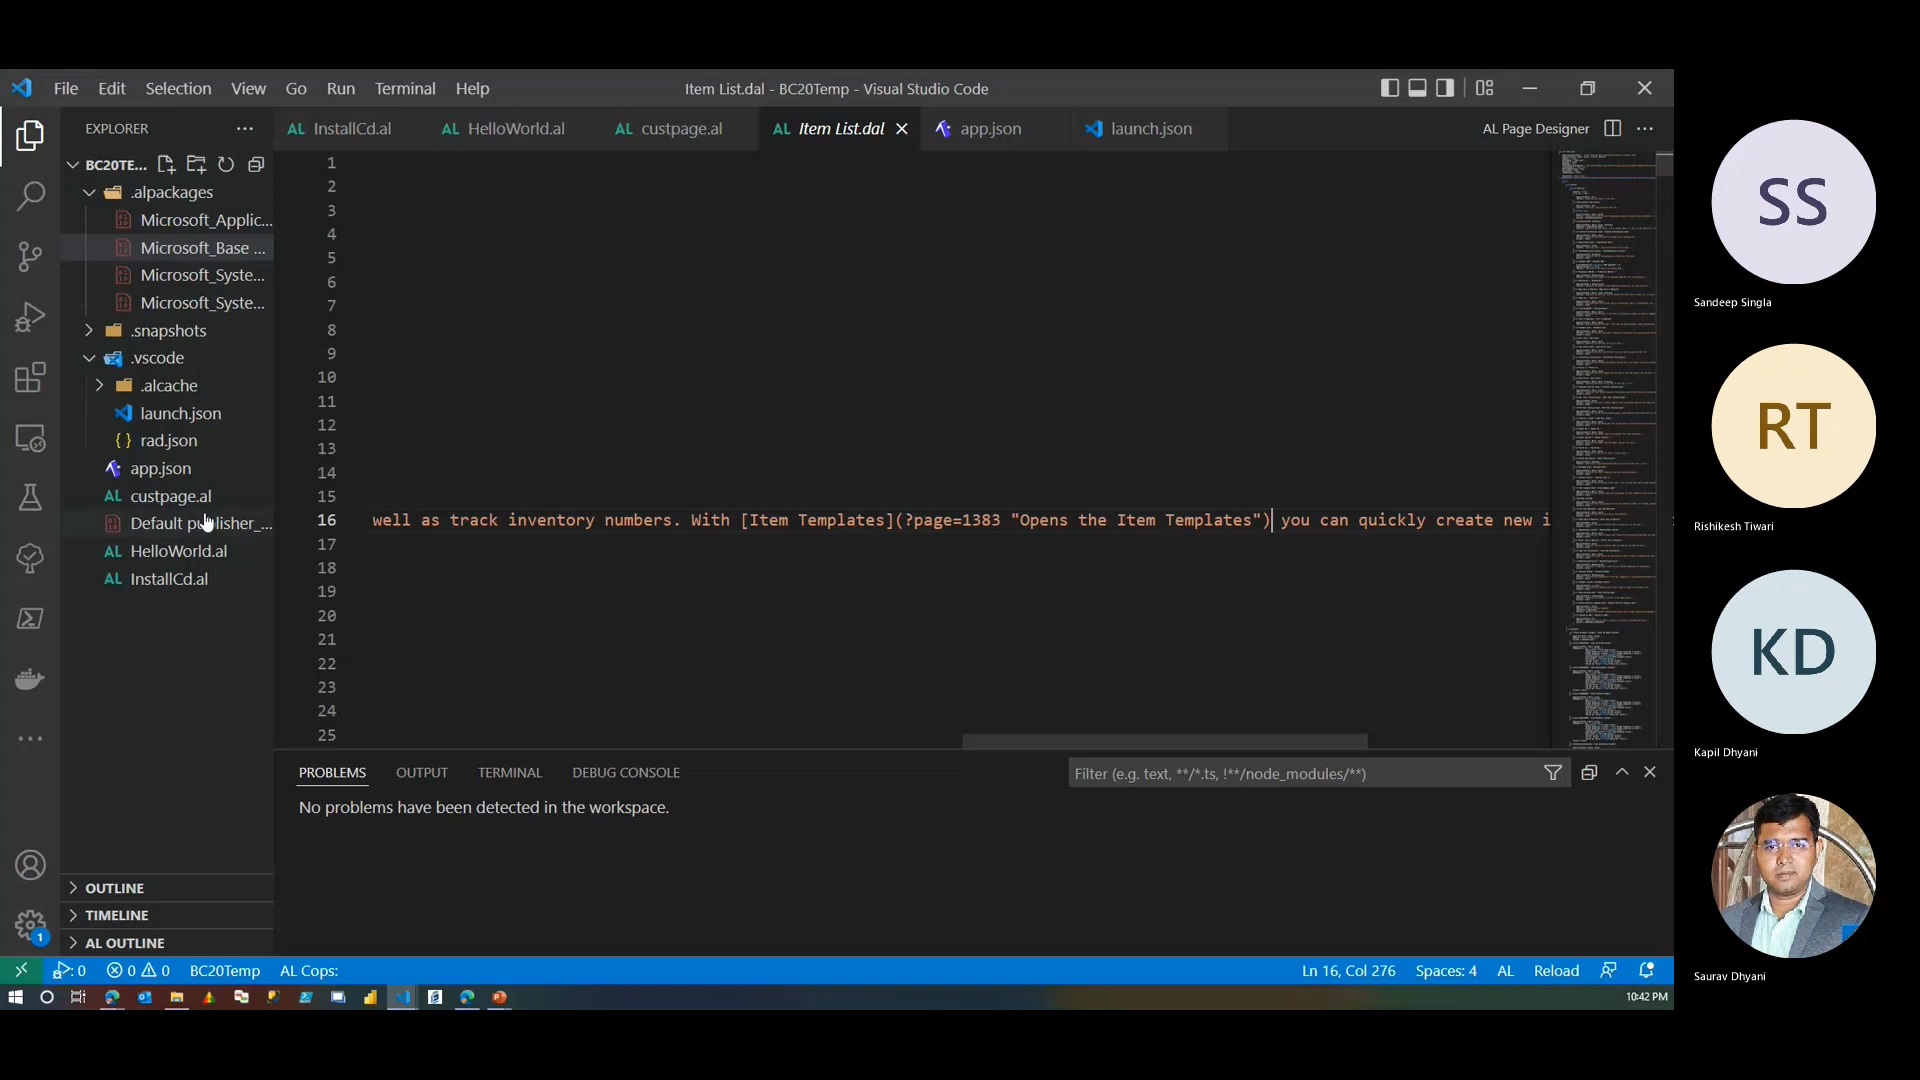 File Edit Selection View Go Run Terminal Help
Item List.dal - BC20Temp - Visual Studio Code
EXPLORER
InstallCd.al
HelloWorld.al
custpage.al
Item List.dal
app.json
launch.json
AL Page Designer
BC20TE...
.alpackages
Microsoft_Applic...
Microsoft_Base ...
Microsoft_Syste...
Microsoft_Syste...
.snapshots
.vscode
.alcache
launch.json
rad.json
app.json
custpage.al
Default publisher_...
HelloWorld.al
InstallCd.al
OUTLINE
TIMELINE
AL OUTLINE
1
2
3
4
5
6
7
8
9
10
11
12
13
14
15
16 well as track inventory numbers. With [Item Templates](?page=1383 "Opens the Item Templates") you can quickly create new i
17
18
19
20
21
22
23
24
25
PROBLEMS OUTPUT TERMINAL DEBUG CONSOLE
Filter (e.g. text, **/*.ts, !**/node_modules/**)
No problems have been detected in the workspace.
1
0 0 0 BC20Temp AL Cops:
Ln 16, Col 276 Spaces: 4 AL Reload
10:42 PM
SS
Sandeep Singla
RT
Rishikesh Tiwari
KD
Kapil Dhyani
Saurav Dhyani